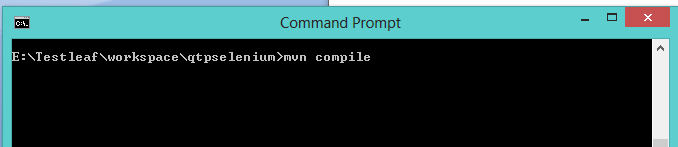 Command Prompt
E:\Testleaf\workspace\qtpselenium>mvn compile